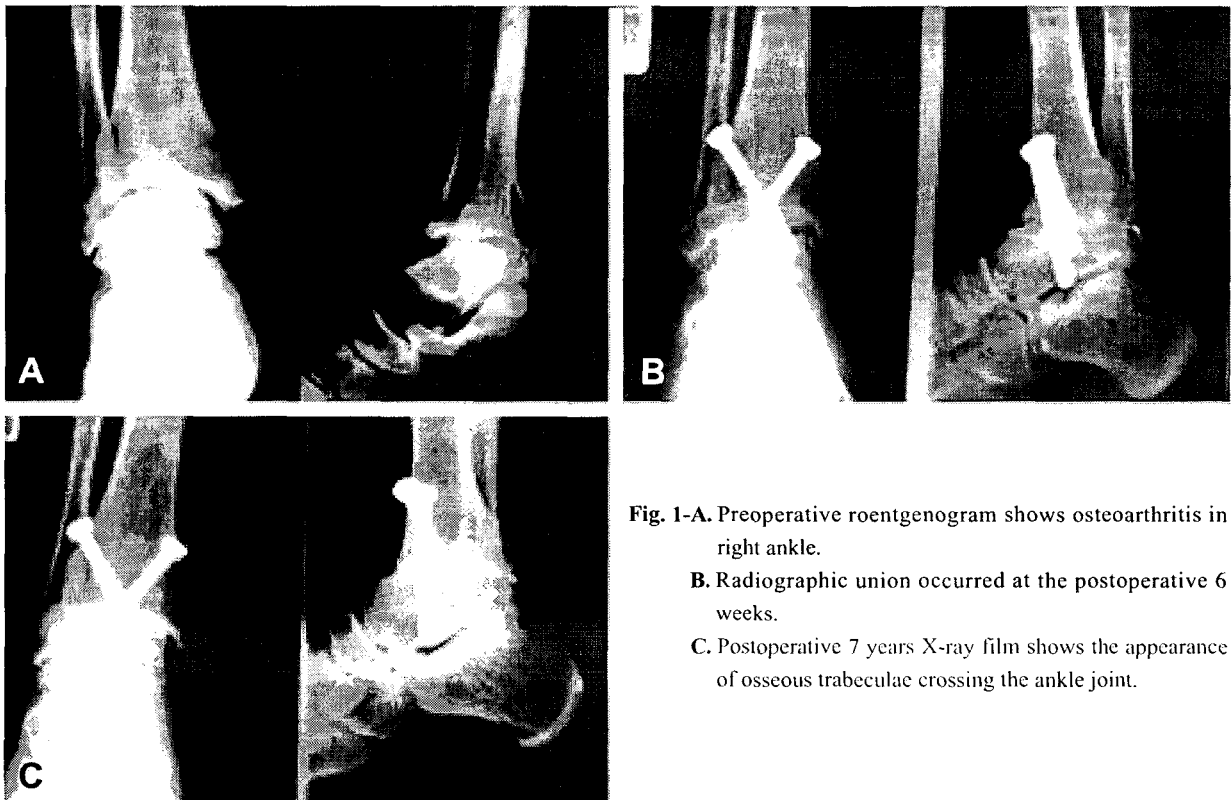 A
B
C
Fig. 1-A. Preoperative roentgenogram shows osteoarthritis in
right ankle.
B. Radiographic union occurred at the postoperative 6
weeks.
C. Postoperative 7 years X-ray film shows the appearance
of osseous trabeculae crossing the ankle joint.